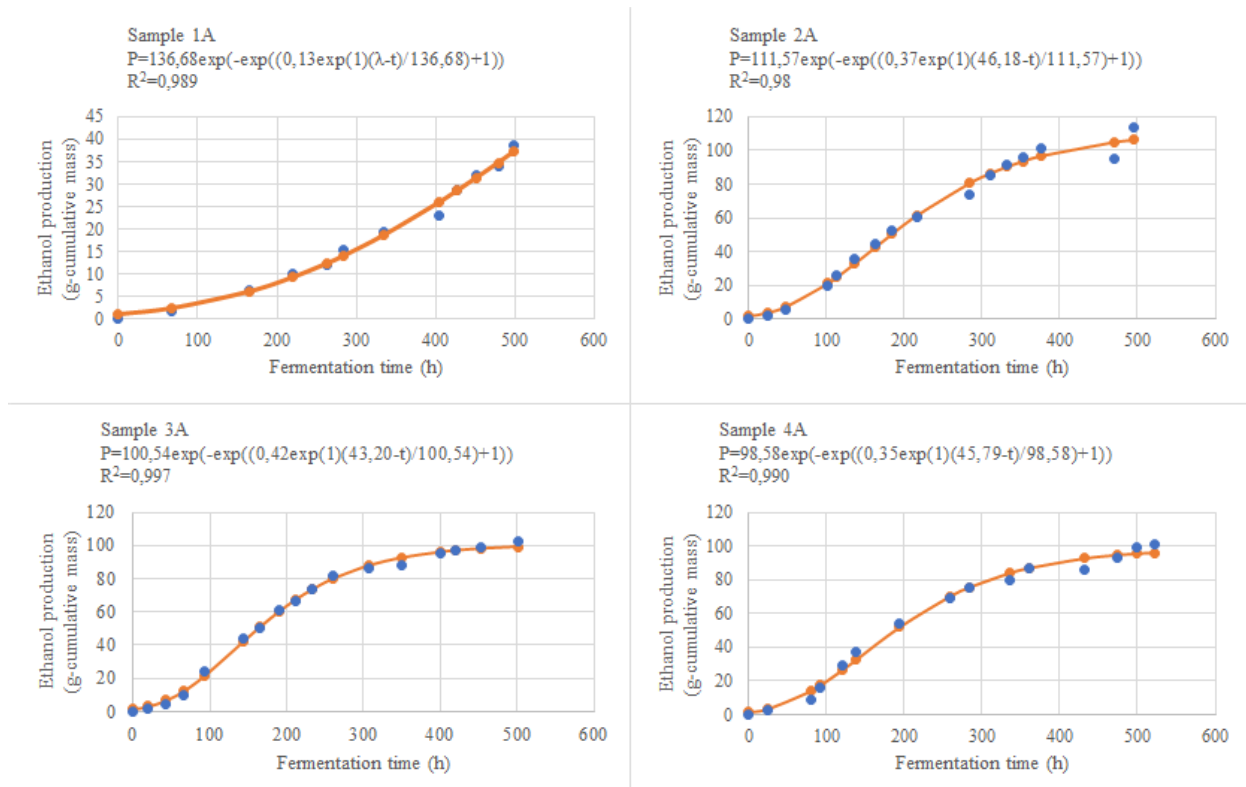 Sample 1A
P=136,68exp(-exp((0,13exp(1)(λ-t)/136,68)+1))
R²=0,989
45
40
35
30
25
20
15
10
5
0
Ethanol production
(g-cumulative mass)
0 100 200 300 400 500 600
Fermentation time (h)
Sample 2A
P=111,57exp(-exp((0,37exp(1)(46,18-t)/111,57)+1))
R²=0,98
120
100
80
60
40
20
0
Ethanol production
(g-cumulative mass)
0 100 200 300 400 500 600
Fermentation time (h)
Sample 3A
P=100,54exp(-exp((0,42exp(1)(43,20-t)/100,54)+1))
R²=0,997
120
100
80
60
40
20
0
Ethanol production
(g-cumulative mass)
0 100 200 300 400 500 600
Fermentation time (h)
Sample 4A
P=98,58exp(-exp((0,35exp(1)(45,79-t)/98,58)+1))
R²=0,990
120
100
80
60
40
20
0
Ethanol production
(g-cumulative mass)
0 100 200 300 400 500 600
Fermentation time (h)